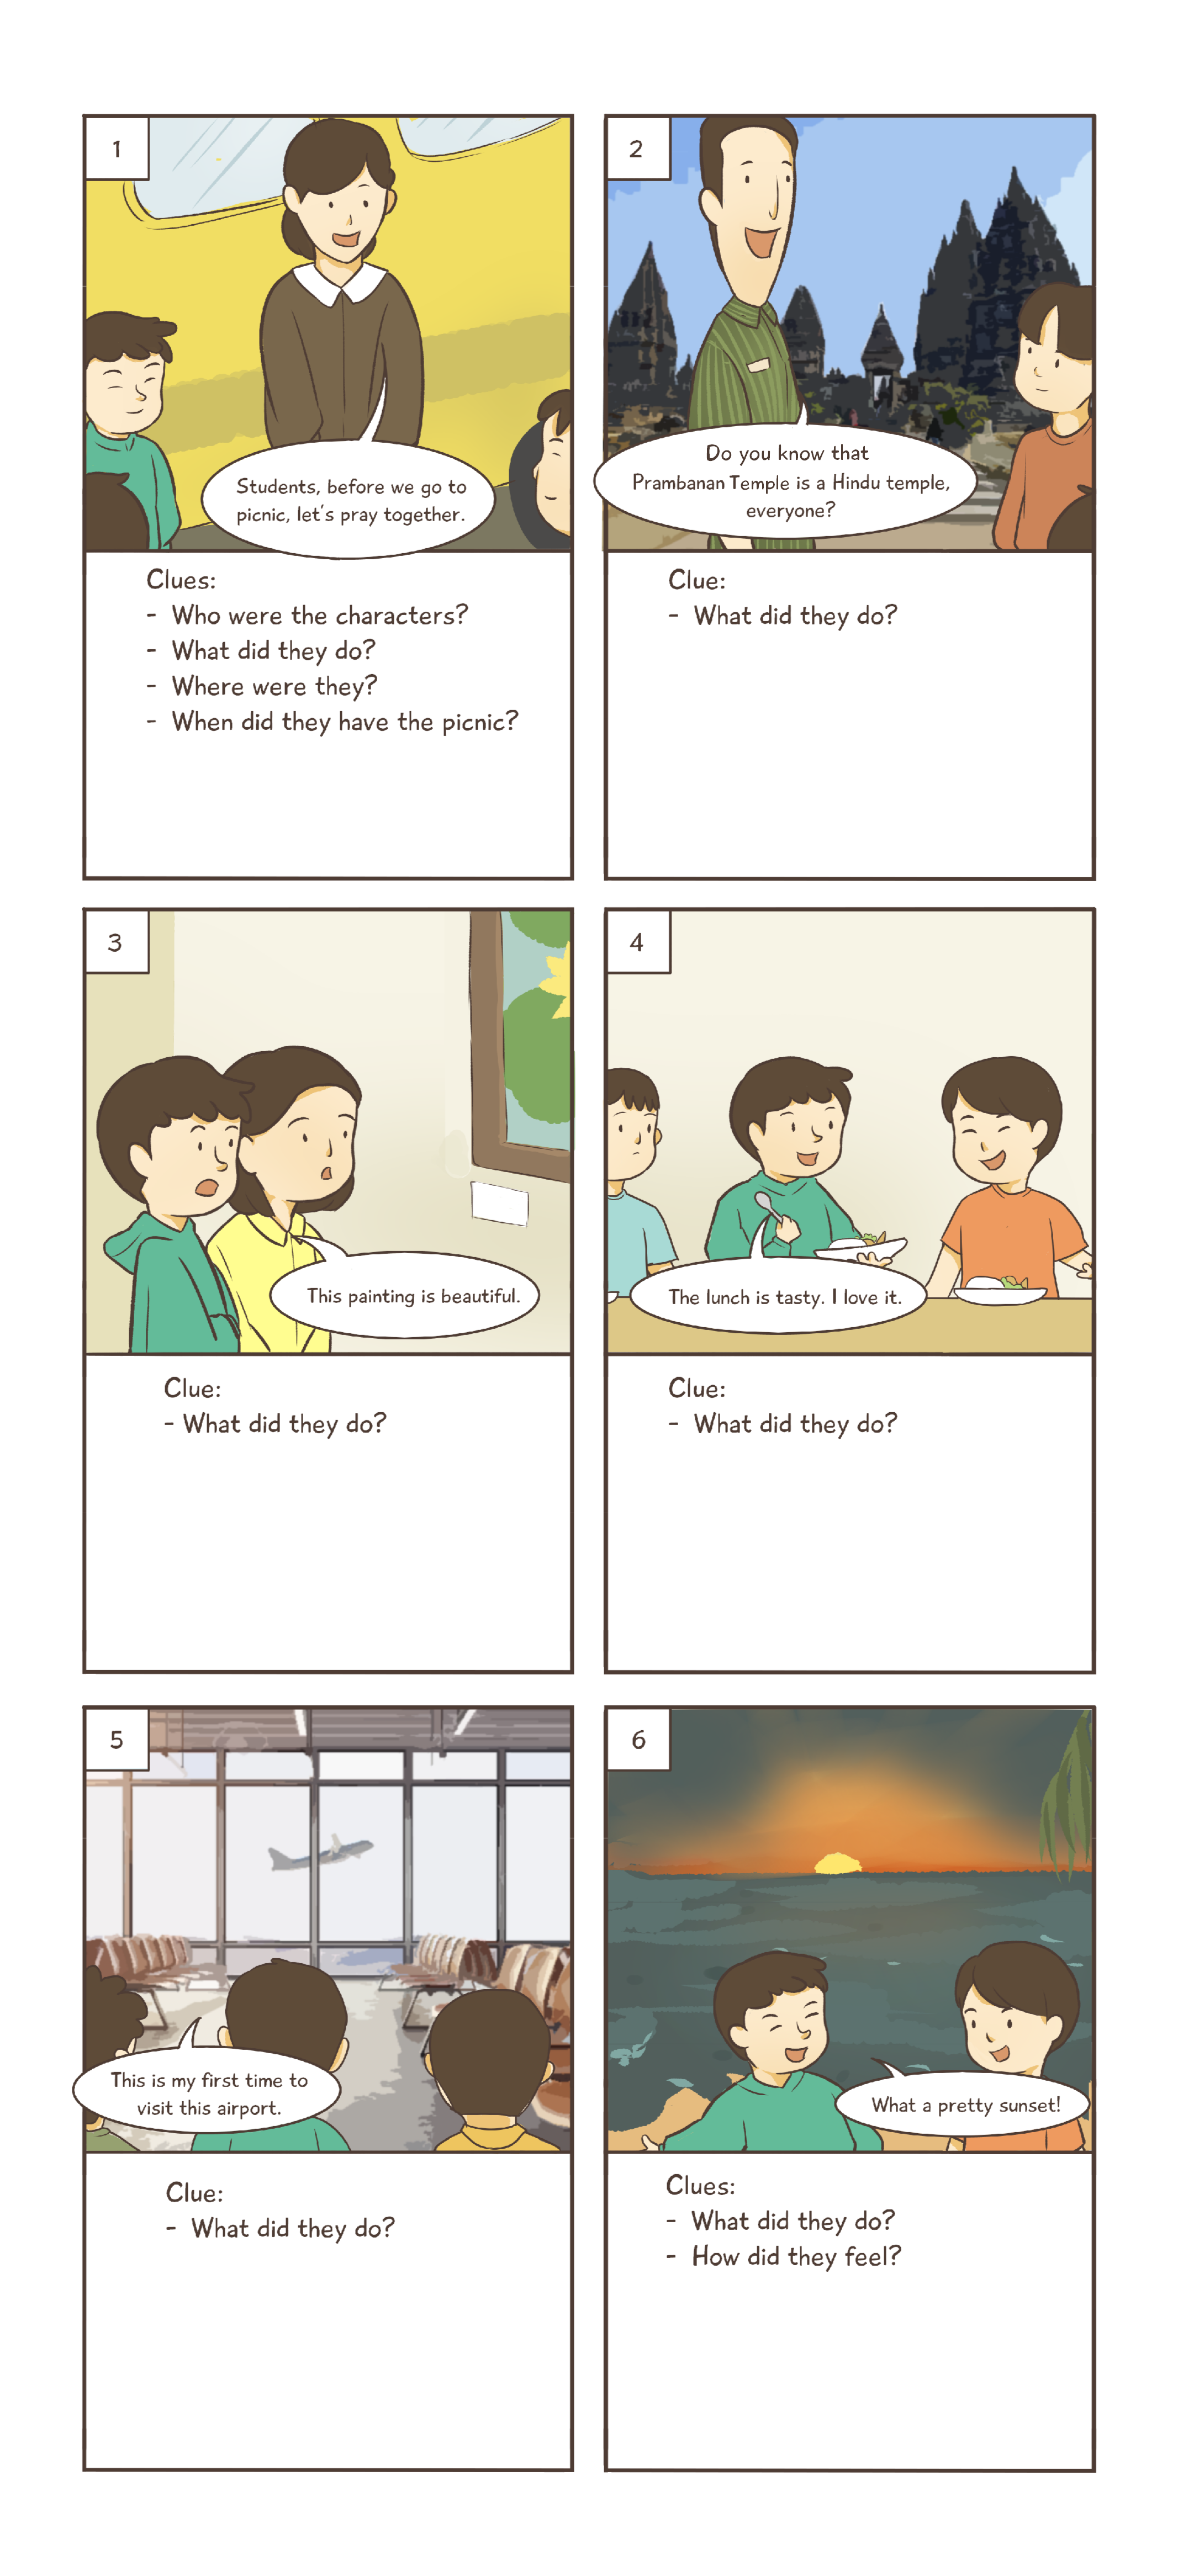 1
Students, before we go to
picnic, let's pray together.
Clues:
- Who were the characters?
- What did they do?
- Where were they?
- When did they have the picnic?
2
Do you know that
Prambanan Temple is a Hindu temple,
everyone?
Clue:
- What did they do?
3
This painting is beautiful.
Clue:
- What did they do?
4
The lunch is tasty. I love it.
Clue:
- What did they do?
5
This is my first time to
visit this airport.
Clue:
- What did they do?
6
What a pretty sunset!
Clues:
- What did they do?
- How did they feel?